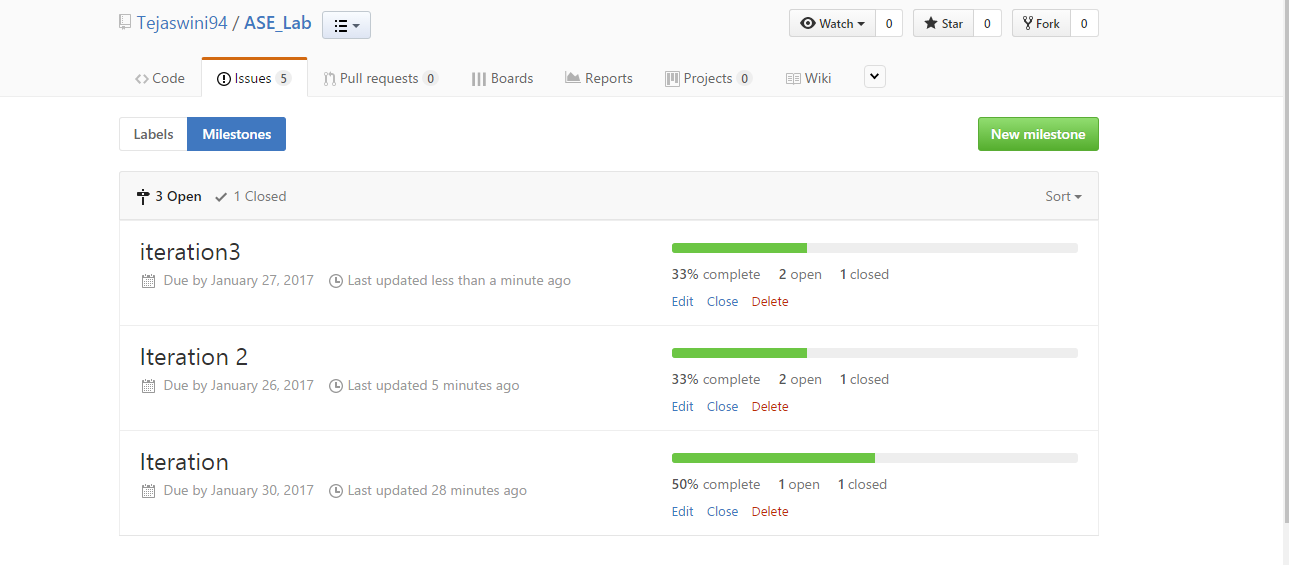 Tejaswini94 / ASE_Lab Watch 0 Star 0 Fork 0
Code Issues 5 Pull requests 0 Boards Reports Projects 0 Wiki
Labels Milestones New milestone
3 Open 1 Closed Sort
iteration3
Due by January 27, 2017 Last updated less than a minute ago
33% complete 2 open 1 closed
Edit Close Delete
Iteration 2
Due by January 26, 2017 Last updated 5 minutes ago
33% complete 2 open 1 closed
Edit Close Delete
Iteration
Due by January 30, 2017 Last updated 28 minutes ago
50% complete 1 open 1 closed
Edit Close Delete